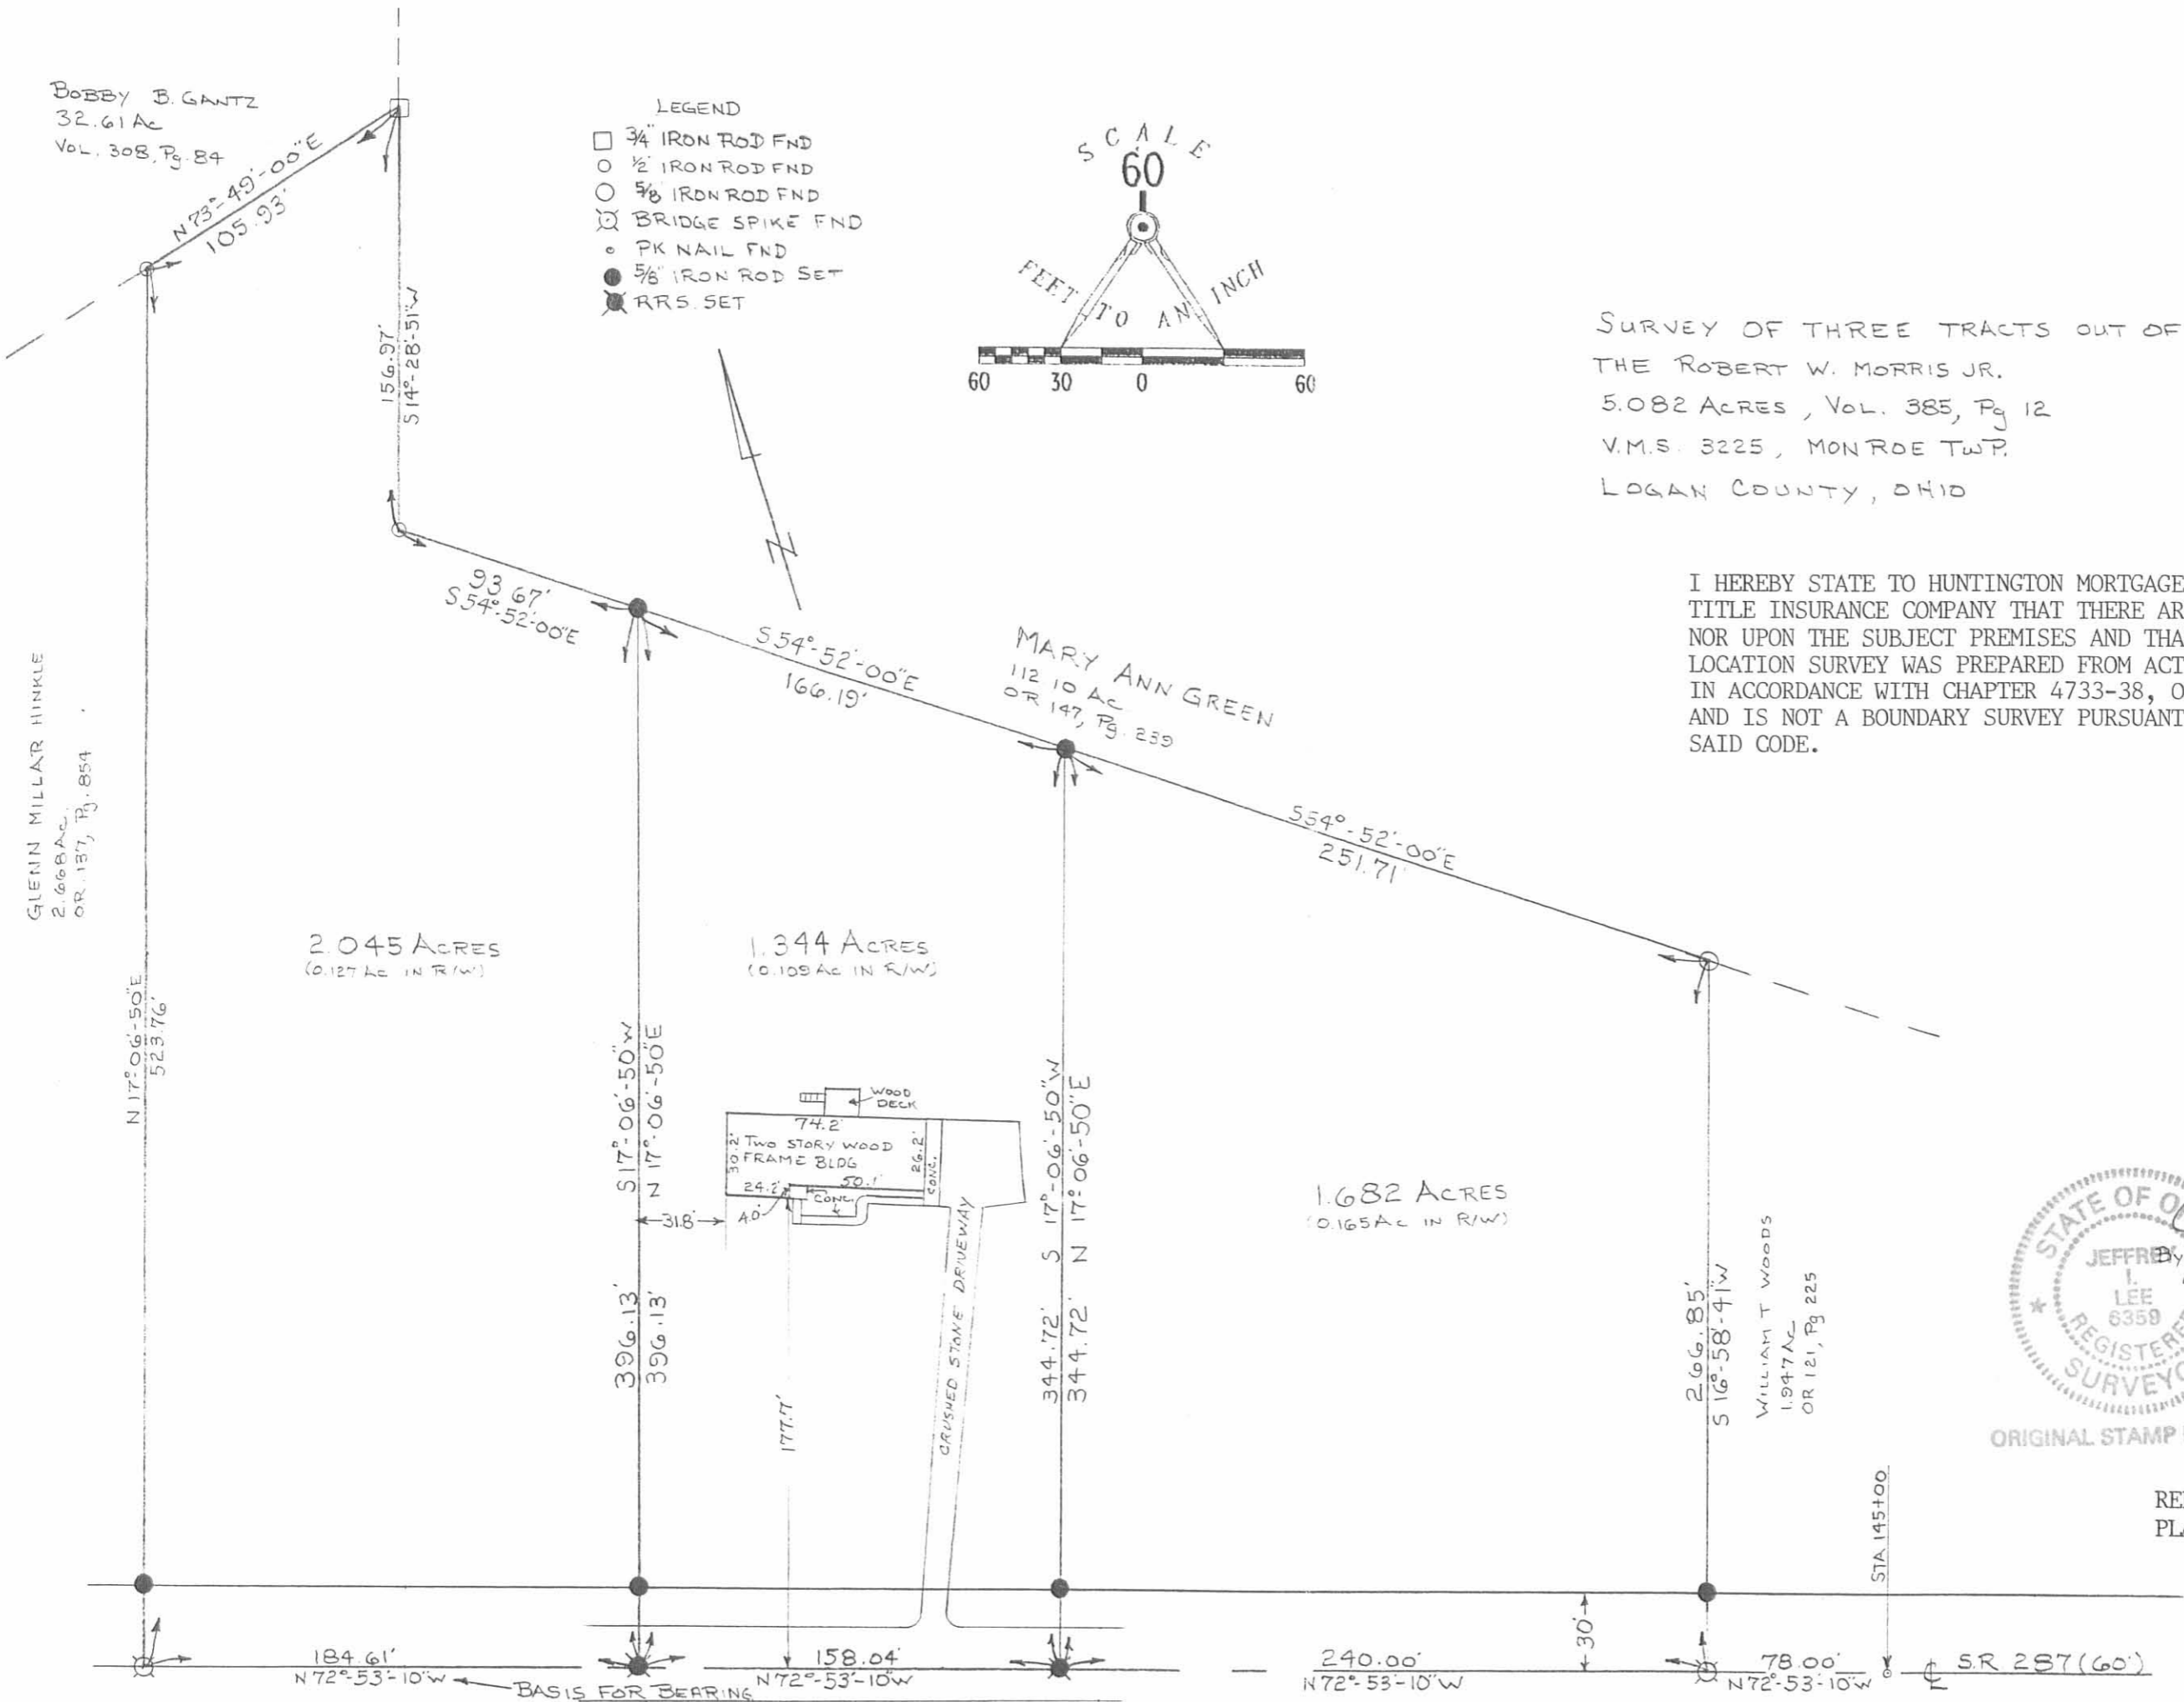 BOBBY B. GANTZ
32.61 Ac
VOL. 308, Pg. 84
N73°-49'-00"E
105.93'
156.97'
S14°-28'-51"W
LEGEND
3/4" IRON ROD FND
1/2" IRON ROD FND
5/8" IRON ROD FND
BRIDGE SPIKE FND
PK NAIL FND
5/8" IRON ROD SET
RRS. SET
SCALE
60
FEET TO AN INCH
60 30 0 60
SURVEY OF THREE TRACTS OUT OF
THE ROBERT W. MORRIS JR.
5.082 ACRES, VOL. 385, Pg 12
V.M.S. 3225, MONROE TWP.
LOGAN COUNTY, OHIO
I HEREBY STATE TO HUNTINGTON MORTGAGE
TITLE INSURANCE COMPANY THAT THERE AR
NOR UPON THE SUBJECT PREMISES AND THA
LOCATION SURVEY WAS PREPARED FROM ACT
IN ACCORDANCE WITH CHAPTER 4733-38, O
AND IS NOT A BOUNDARY SURVEY PURSUANT
SAID CODE.
93.67'
S54°-52'-00"E
S54°-52'-00"E
166.19'
MARY ANN GREEN
112.10 Ac
OR 147, Pg. 239
S54°-52'-00"E
251.71'
GLENN MILLAR HINKLE
2.668 Ac.
O.R. 137, Pg. 854
N17°-06'-50"E
523.76'
2.045 ACRES
(0.127 Ac IN R/W)
1.344 ACRES
(0.109 Ac IN R/W)
S17°-06'-50"W
N 17°-06'-50"E
396.13'
396.13'
WOOD
DECK
74.2'
30.2'
TWO STORY WOOD
FRAME BLDG
26.2'
CONC.
24.2'
50.1'
CONC.
4.0'
31.8'
177.7'
CRUSHED STONE DRIVEWAY
344.72' S 17°-06'-50"W
344.72' N 17°06'-50"E
1.682 ACRES
(0.165 Ac IN R/W)
266.85'
S16°-58'-41"W
WILLIAM T WOODS
1.947 Ac
OR 121, Pg 225
STATE OF O
JEFFREY
I.
LEE
6359
REGISTERE
SURVEYO
By
ORIGINAL STAMP
RE
PL
STA 145+00
30'
184.61'
N72°-53'-10"W
BASIS FOR BEARING
158.04'
N72°-53'-10"W
240.00'
N72°-53'-10"W
78.00'
N72°-53'-10"W
℄ S.R 287 (60')